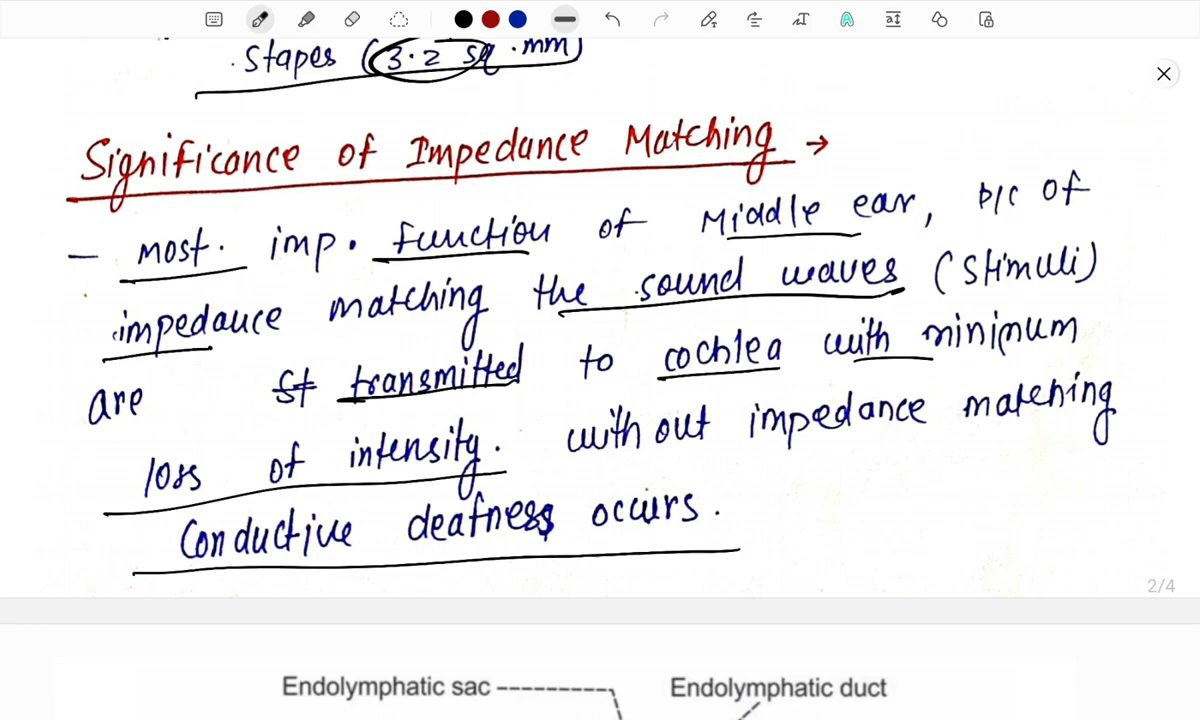 . Stapes (3.2 sq .mm)
Significance of Impedance Matching →
– most. imp. function of Middle ear, b/c of
impedance matching the sound waves (stimuli)
are transmitted to cochlea with minimum
loss of intensity. without impedance matching
Conductive deafness occurs.
2/4
Endolymphatic sac Endolymphatic duct